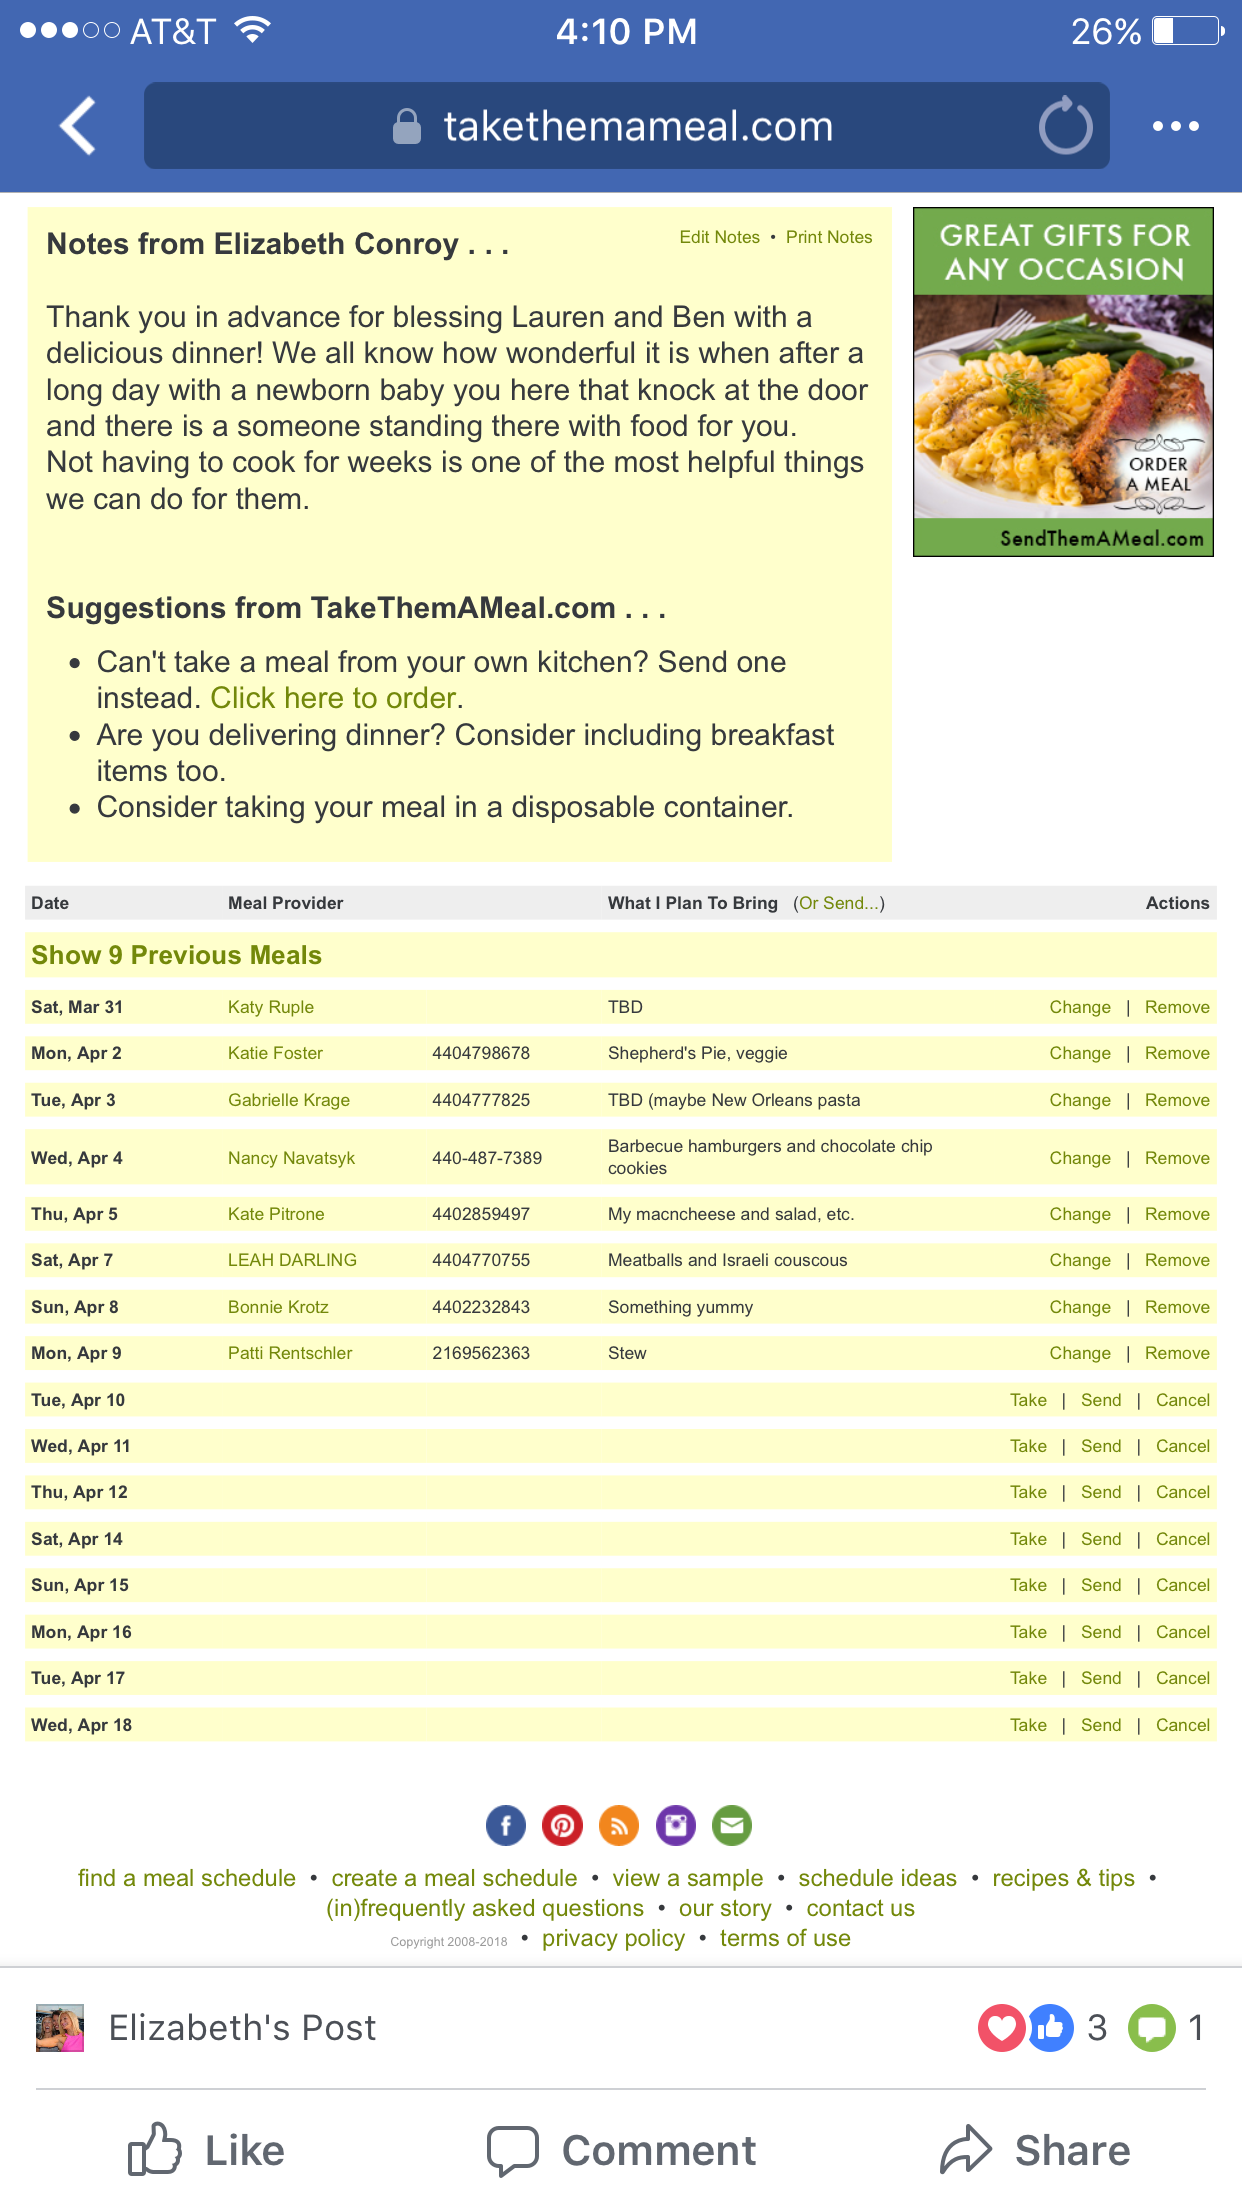 AT&T 4:10 PM 26%
takethemameal.com
Notes from Elizabeth Conroy . . .
Edit Notes • Print Notes
Thank you in advance for blessing Lauren and Ben with a
delicious dinner! We all know how wonderful it is when after a
long day with a newborn baby you here that knock at the door
and there is a someone standing there with food for you.
Not having to cook for weeks is one of the most helpful things
we can do for them.
Suggestions from TakeThemAMeal.com . . .
• Can't take a meal from your own kitchen? Send one
instead. Click here to order.
• Are you delivering dinner? Consider including breakfast
items too.
• Consider taking your meal in a disposable container.
GREAT GIFTS FOR
ANY OCCASION
ORDER
A MEAL
SendThemAMeal.com
Date Meal Provider What I Plan To Bring (Or Send...) Actions
Show 9 Previous Meals
Sat, Mar 31 Katy Ruple TBD Change | Remove
Mon, Apr 2 Katie Foster 4404798678 Shepherd's Pie, veggie Change | Remove
Tue, Apr 3 Gabrielle Krage 4404777825 TBD (maybe New Orleans pasta Change | Remove
Wed, Apr 4 Nancy Navatsyk 440-487-7389 Barbecue hamburgers and chocolate chip
cookies Change | Remove
Thu, Apr 5 Kate Pitrone 4402859497 My macncheese and salad, etc. Change | Remove
Sat, Apr 7 LEAH DARLING 4404770755 Meatballs and Israeli couscous Change | Remove
Sun, Apr 8 Bonnie Krotz 4402232843 Something yummy Change | Remove
Mon, Apr 9 Patti Rentschler 2169562363 Stew Change | Remove
Tue, Apr 10 Take | Send | Cancel
Wed, Apr 11 Take | Send | Cancel
Thu, Apr 12 Take | Send | Cancel
Sat, Apr 14 Take | Send | Cancel
Sun, Apr 15 Take | Send | Cancel
Mon, Apr 16 Take | Send | Cancel
Tue, Apr 17 Take | Send | Cancel
Wed, Apr 18 Take | Send | Cancel
find a meal schedule • create a meal schedule • view a sample • schedule ideas • recipes & tips •
(in)frequently asked questions • our story • contact us
Copyright 2008-2018 • privacy policy • terms of use
Elizabeth's Post 3 1
Like Comment Share